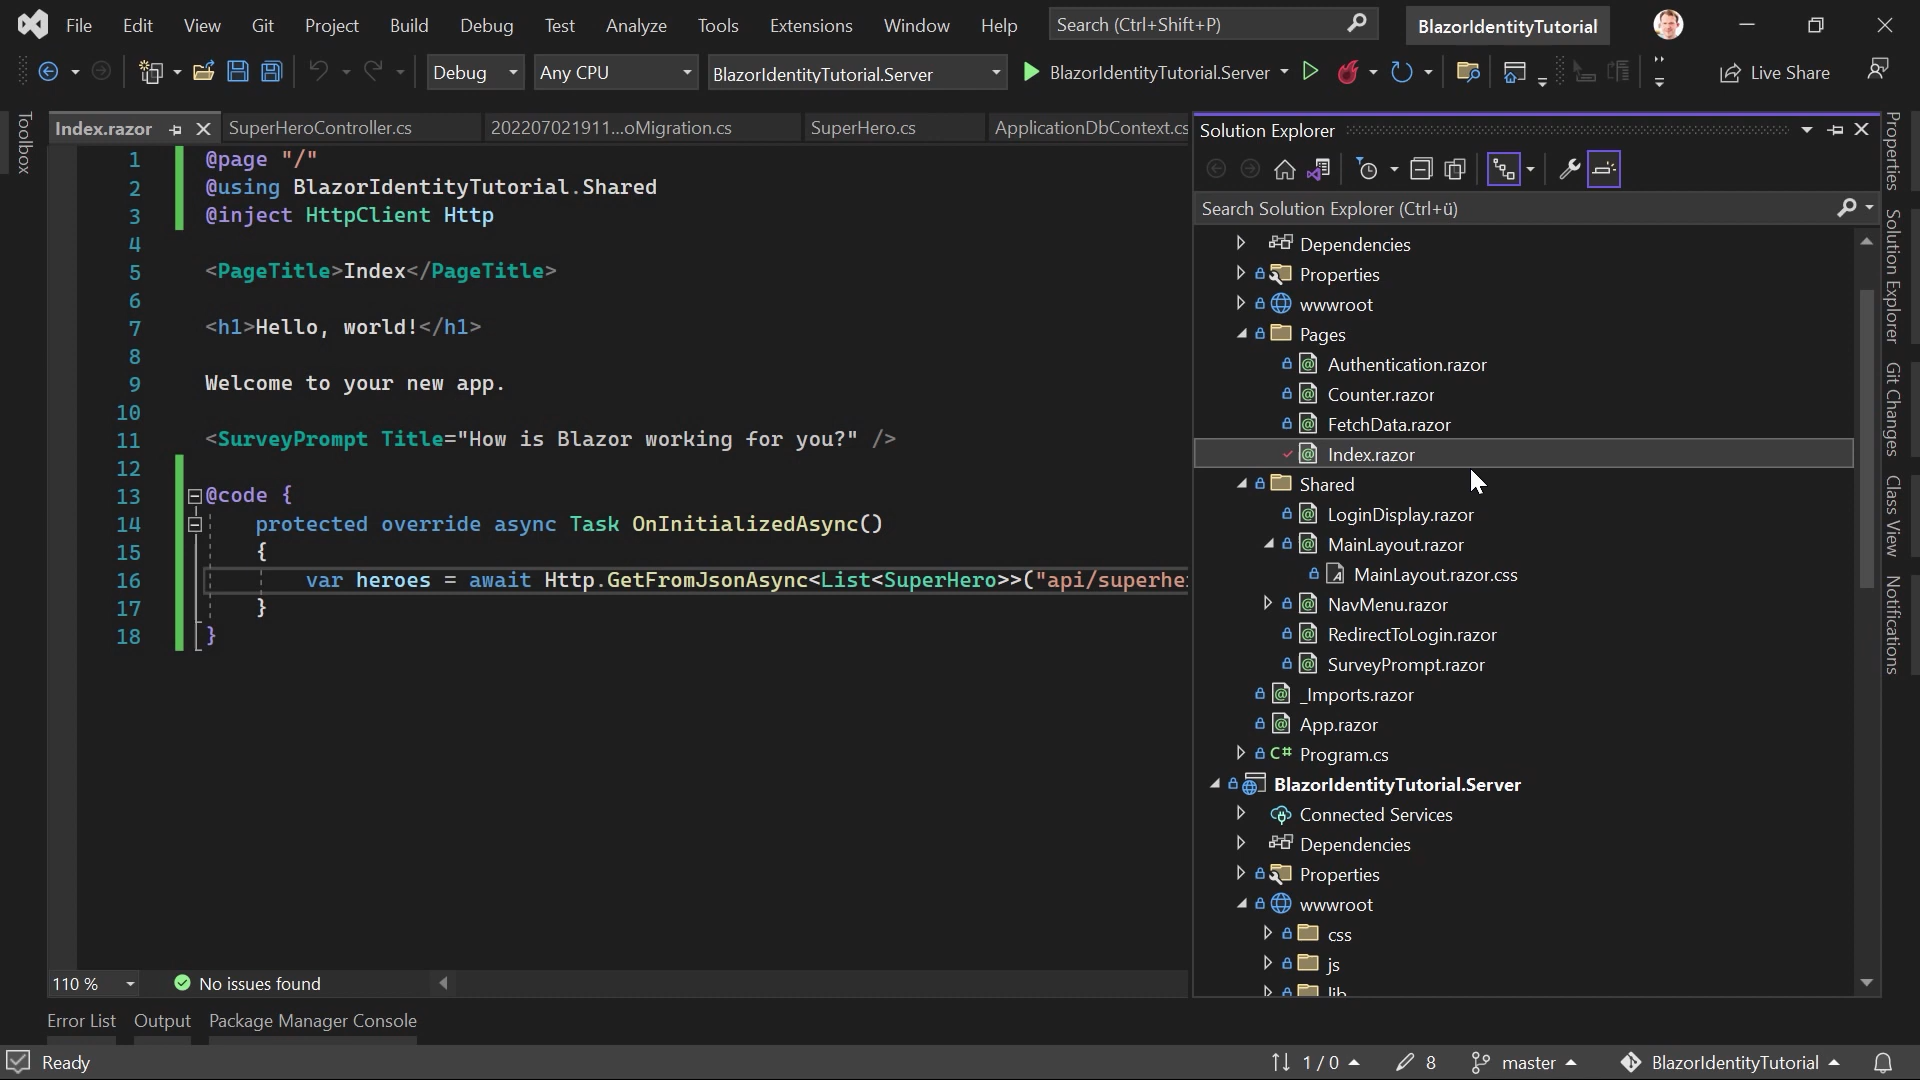 File Edit View Git Project Build Debug Test Analyze Tools Extensions Window Help Search (Ctrl+Shift+P) BlazorIdentityTutorial
Debug Any CPU BlazorIdentityTutorial.Server BlazorIdentityTutorial.Server Live Share
Toolbox
Index.razor SuperHeroController.cs 202207021911...oMigration.cs SuperHero.cs ApplicationDbContext.cs
1 @page "/"
2 @using BlazorIdentityTutorial.Shared
3 @inject HttpClient Http
4
5 <PageTitle>Index</PageTitle>
6
7 <h1>Hello, world!</h1>
8
9 Welcome to your new app.
10
11 <SurveyPrompt Title="How is Blazor working for you?" />
12
13 @code {
14 protected override async Task OnInitializedAsync()
15 {
16 var heroes = await Http.GetFromJsonAsync<List<SuperHero>>("api/superhe
17 }
18 }
110 % No issues found
Solution Explorer
Search Solution Explorer (Ctrl+ü)
Dependencies
Properties
wwwroot
Pages
Authentication.razor
Counter.razor
FetchData.razor
Index.razor
Shared
LoginDisplay.razor
MainLayout.razor
MainLayout.razor.css
NavMenu.razor
RedirectToLogin.razor
SurveyPrompt.razor
_Imports.razor
App.razor
C# Program.cs
BlazorIdentityTutorial.Server
Connected Services
Dependencies
Properties
wwwroot
css
js
lib
Properties
Solution Explorer
Git Changes
Class View
Notifications
Error List Output Package Manager Console
Ready 1 / 0 8 master BlazorIdentityTutorial